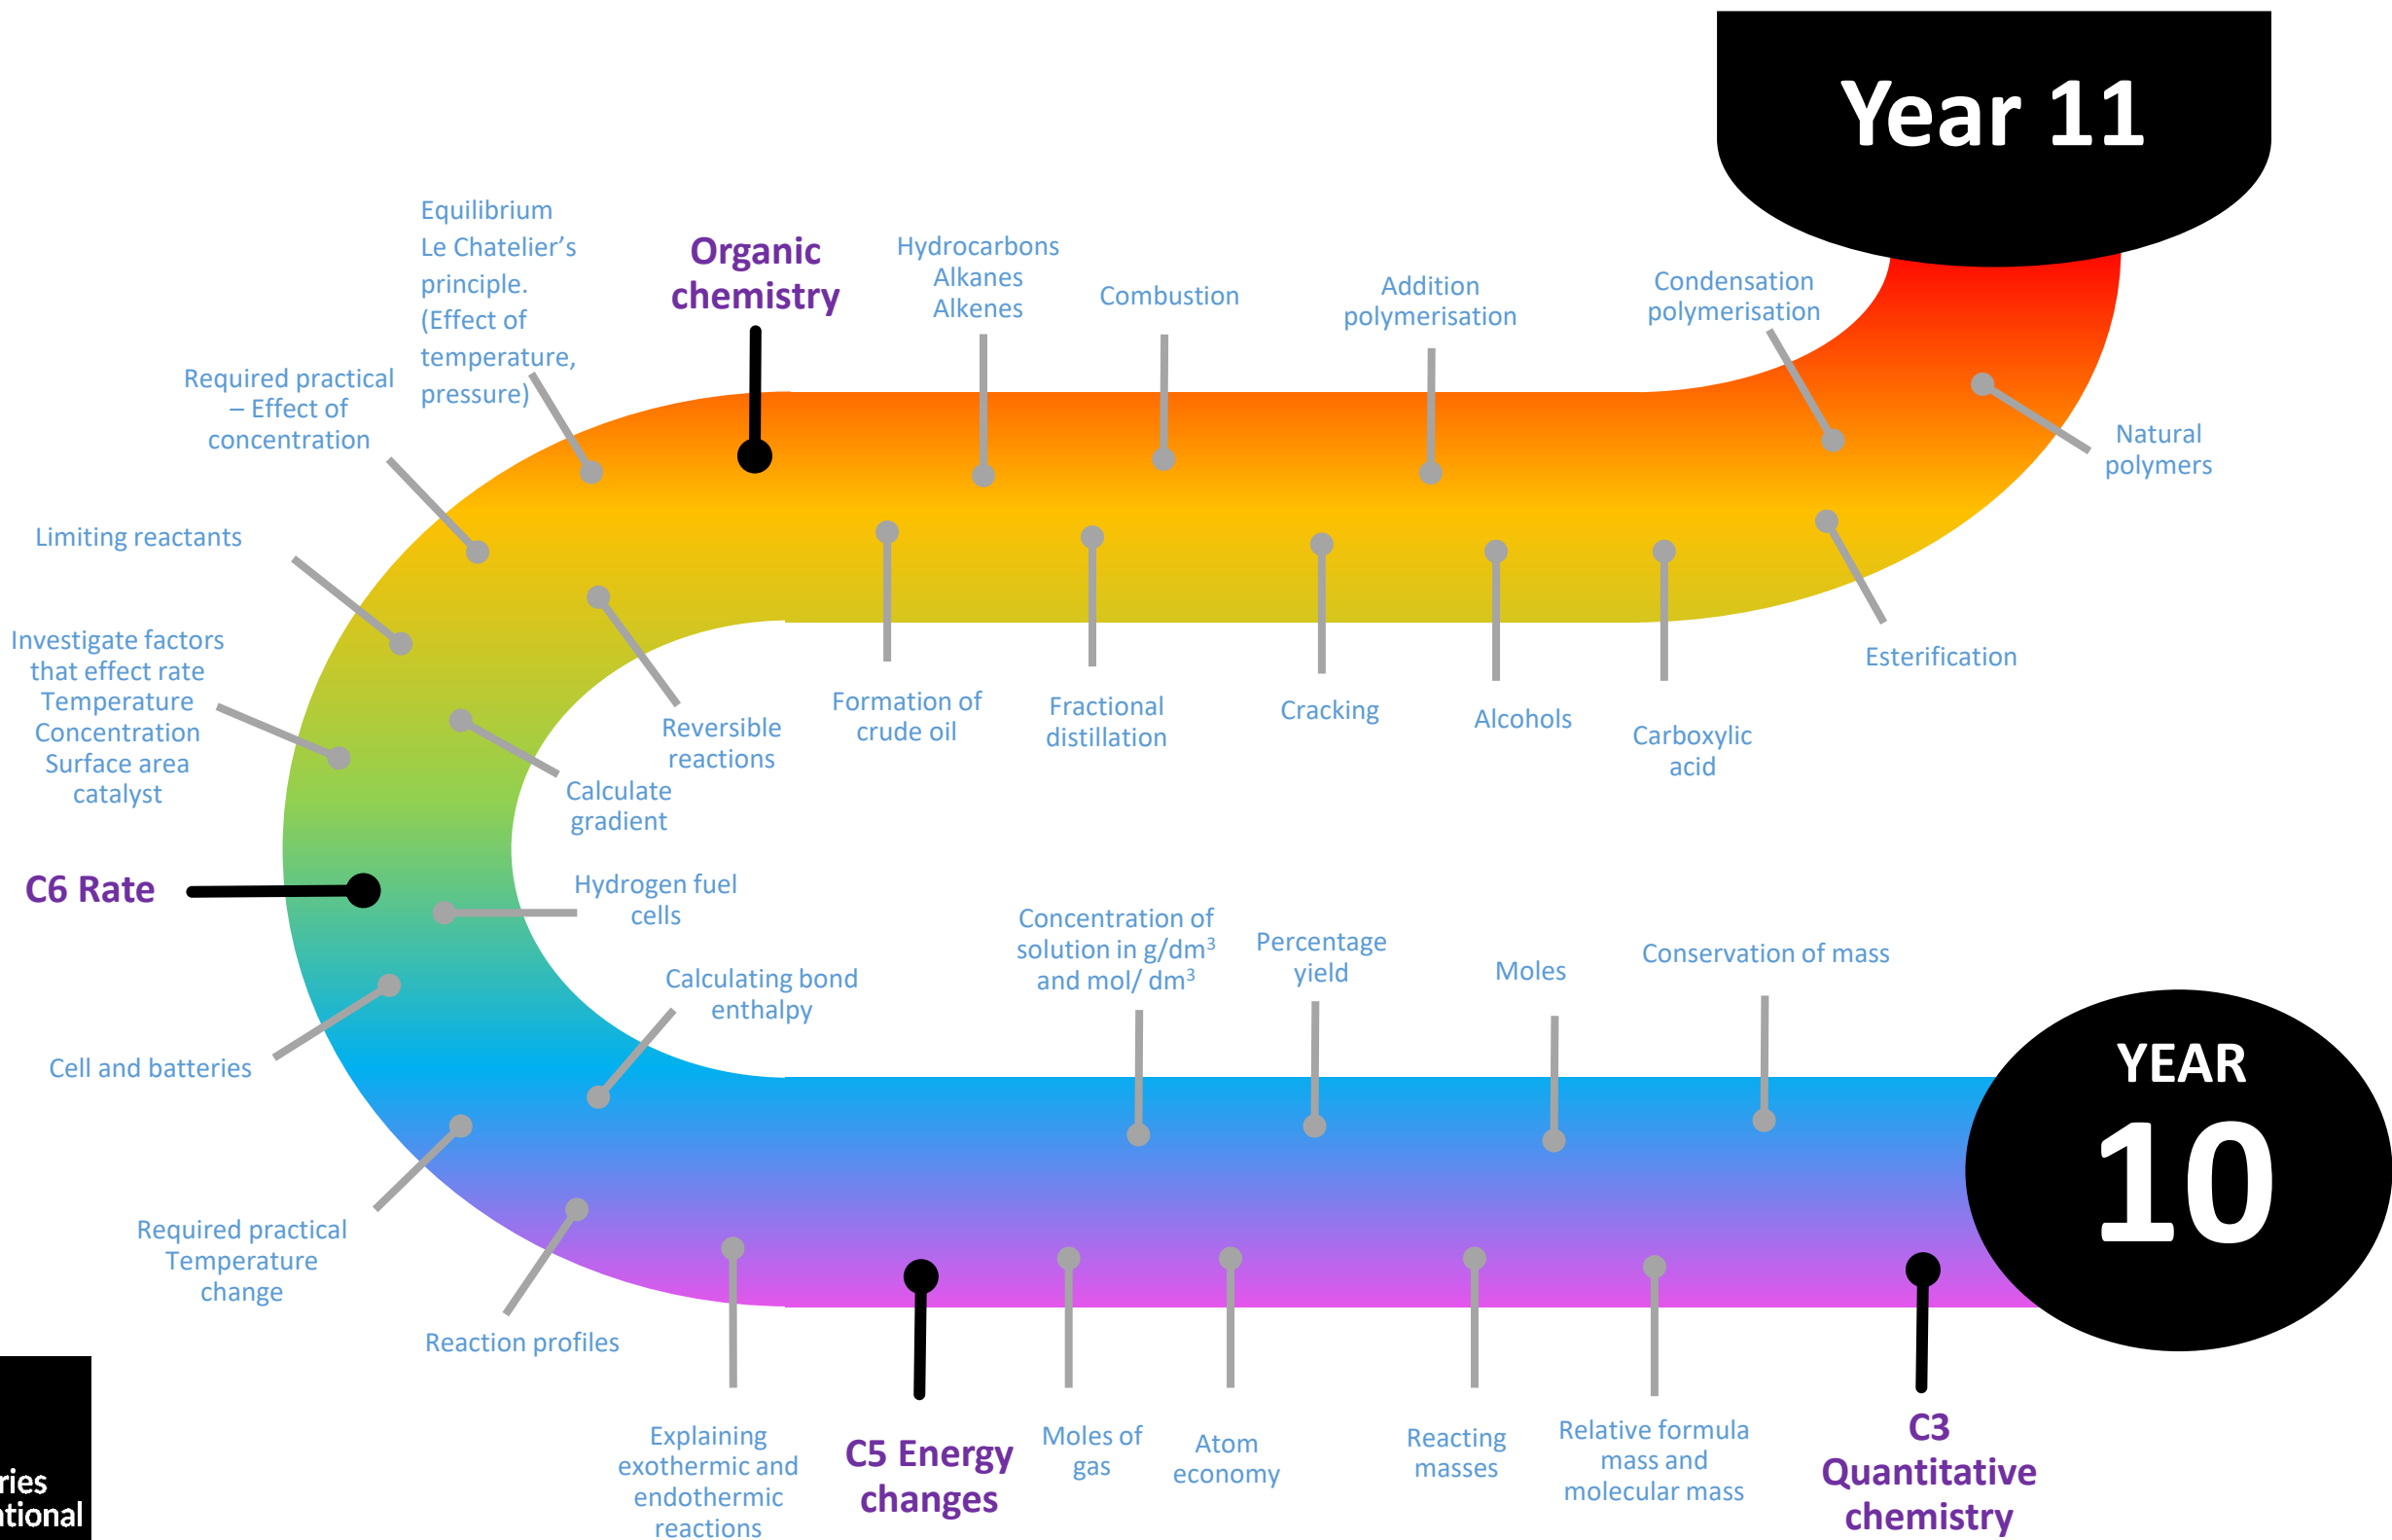 Year 11
Equilibrium
Le Chatelier's
principle.
(Effect of
temperature,
pressure)
Organic
chemistry
Hydrocarbons
Alkanes
Alkenes
Combustion
Addition
polymerisation
Condensation
polymerisation
Natural
polymers
Required practical
– Effect of
concentration
Limiting reactants
Investigate factors
that effect rate
Temperature
Concentration
Surface area
catalyst
Reversible
reactions
Calculate
gradient
Formation of
crude oil
Fractional
distillation
Cracking
Alcohols
Carboxylic
acid
Esterification
C6 Rate
Hydrogen fuel
cells
Cell and batteries
Calculating bond
enthalpy
Concentration of
solution in g/dm³
and mol/ dm³
Percentage
yield
Moles
Conservation of mass
YEAR
10
Required practical
Temperature
change
Reaction profiles
Explaining
exothermic and
endothermic
reactions
C5 Energy
changes
Moles of
gas
Atom
economy
Reacting
masses
Relative formula
mass and
molecular mass
C3
Quantitative
chemistry